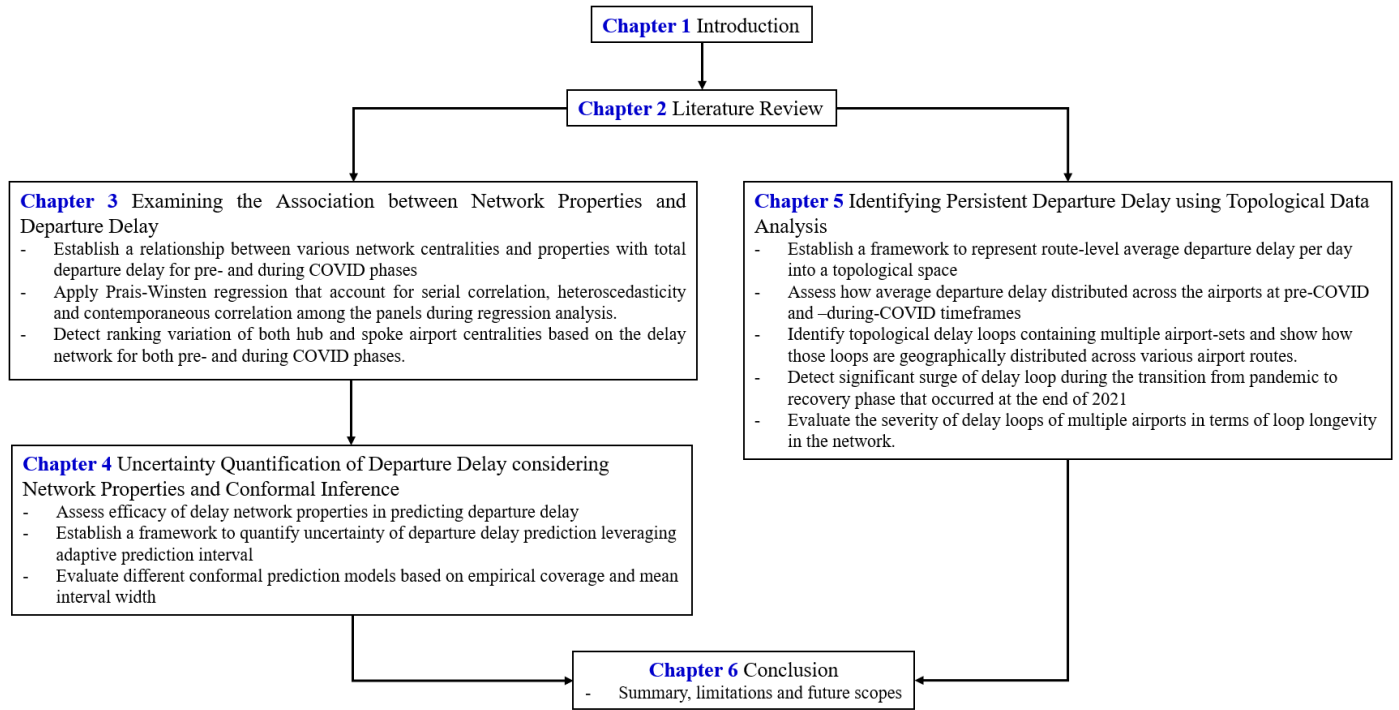 Chapter 1 Introduction
Chapter 2 Literature Review
Chapter 3 Examining the Association between Network Properties and
Departure Delay
- Establish a relationship between various network centralities and properties with total
departure delay for pre- and during COVID phases
- Apply Prais-Winsten regression that account for serial correlation, heteroscedasticity
and contemporaneous correlation among the panels during regression analysis.
- Detect ranking variation of both hub and spoke airport centralities based on the delay
network for both pre- and during COVID phases.
Chapter 4 Uncertainty Quantification of Departure Delay considering
Network Properties and Conformal Inference
- Assess efficacy of delay network properties in predicting departure delay
- Establish a framework to quantify uncertainty of departure delay prediction leveraging
adaptive prediction interval
- Evaluate different conformal prediction models based on empirical coverage and mean
interval width
Chapter 5 Identifying Persistent Departure Delay using Topological Data
Analysis
- Establish a framework to represent route-level average departure delay per day
into a topological space
- Assess how average departure delay distributed across the airports at pre-COVID
and –during-COVID timeframes
- Identify topological delay loops containing multiple airport-sets and show how
those loops are geographically distributed across various airport routes.
- Detect significant surge of delay loop during the transition from pandemic to
recovery phase that occurred at the end of 2021
- Evaluate the severity of delay loops of multiple airports in terms of loop longevity
in the network.
Chapter 6 Conclusion
- Summary, limitations and future scopes